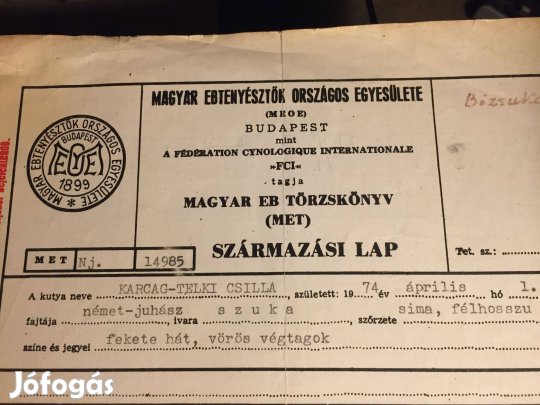 MAGYAR EBTENYÉSZTŐK ORSZÁGOS EGYESÜLETE
(MEOE)
BUDAPEST
mint
A FÉDÉRATION CYNOLOGIQUE INTERNATIONALE
»FCI«
tagja
MAGYAR EB TÖRZSKÖNYV
(MET)
SZÁRMAZÁSI LAP
MAGYAR EBTENYÉSZTŐK ORSZÁGOS EGYESÜLETE
BUDAPEST
MEOE
1899
MET Nj. 14985
Tet. sz.:
A kutya neve KARCAG-TELKI CSILLA, született: 1974 év április hó 1.
fajtája német-juhász ivara szuka szőrzete sima, félhosszu
színe és jegyei fekete hát, vörös végtagok
Jófogás